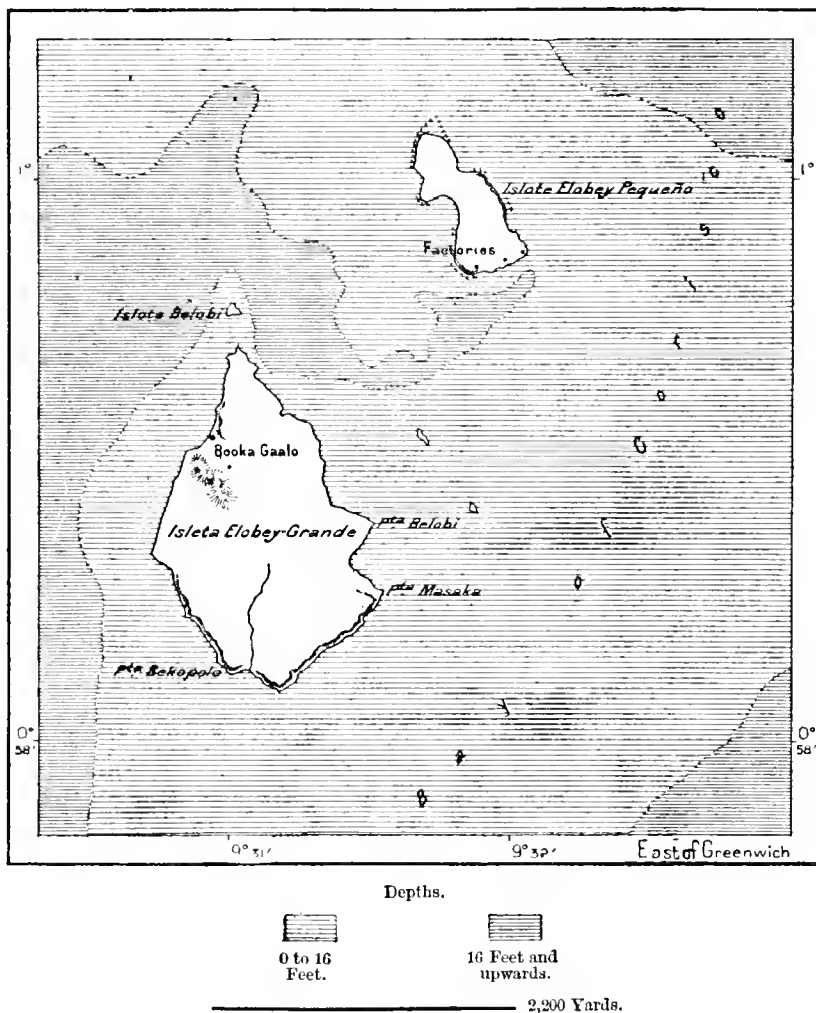 1°
1°
Islote Elobey Pequeña
Factories
Islote Belobi
Booka Gaalo
Isleta Elobey-Grande
pta Belobi
pta Masaka
pta Bekopolo
0°
58'
0°
58'
9° 31'
9° 32'
East of Greenwich
Depths.
0 to 16
Feet.
16 Feet and
upwards.
2,200 Yards.